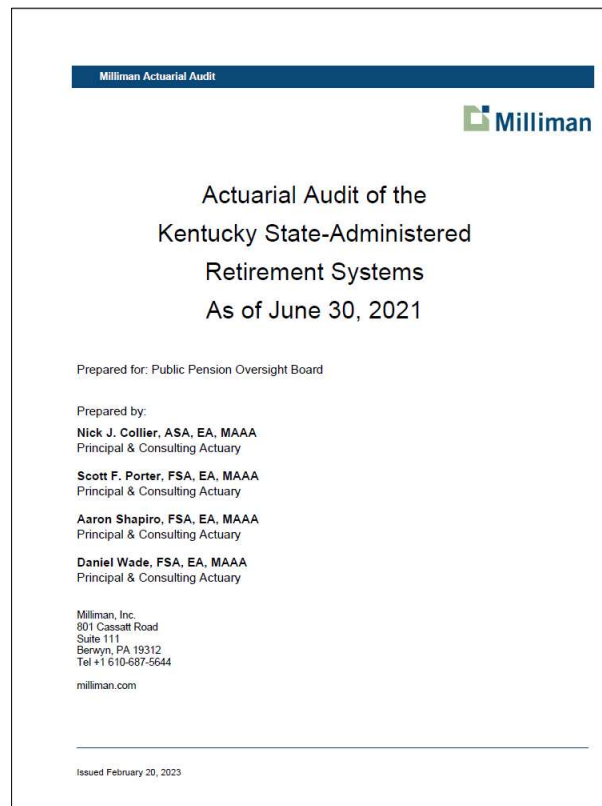 Milliman Actuarial Audit
Milliman
Actuarial Audit of the
Kentucky State-Administered
Retirement Systems
As of June 30, 2021
Prepared for: Public Pension Oversight Board
Prepared by:
Nick J. Collier, ASA, EA, MAAA
Principal & Consulting Actuary
Scott F. Porter, FSA, EA, MAAA
Principal & Consulting Actuary
Aaron Shapiro, FSA, EA, MAAA
Principal & Consulting Actuary
Daniel Wade, FSA, EA, MAAA
Principal & Consulting Actuary
Milliman, Inc.
801 Cassatt Road
Suite 111
Berwyn, PA 19312
Tel +1 610-687-5644
milliman.com
Issued February 20, 2023